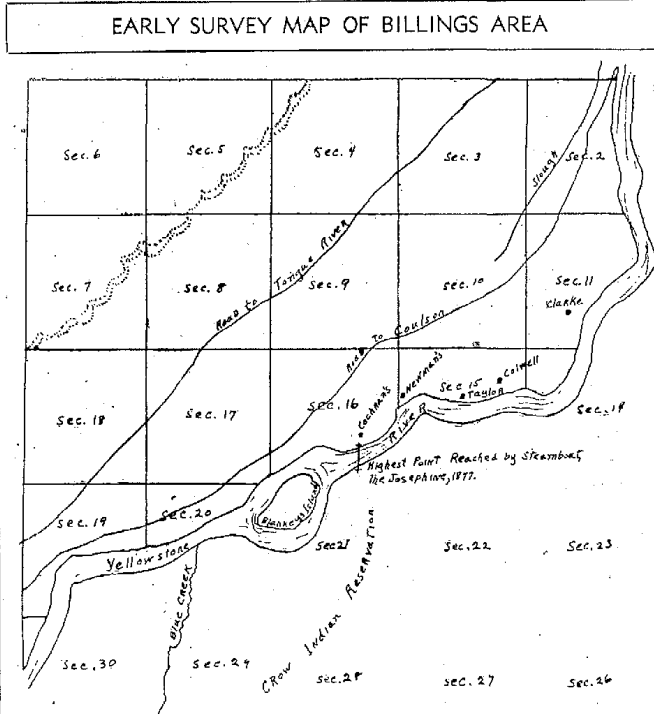 EARLY SURVEY MAP OF BILLINGS AREA
Sec. 6
Sec. 5
Sec. 4
Sec. 3
Sec. 2
Slough
Sec. 7
Sec. 8
Road to Tongue River
Sec. 9
Sec. 10
Sec. 11
Clarke
Road to Coulson
Sec. 18
Sec. 17
Sec. 16
Cochran's
Newman's
Sec 15
Taylor
Colwell
Sec. 14
RIVER
Highest Point Reached by Steamboat,
The Josephine, 1877.
Sec. 19
Sec. 20
Blankeys Island
Yellowstone
Sec 21
Sec. 22
Sec. 23
BLUE CREEK
CROW INDIAN Reservation
Sec. 30
Sec. 29
Sec. 28
Sec. 27
Sec. 26